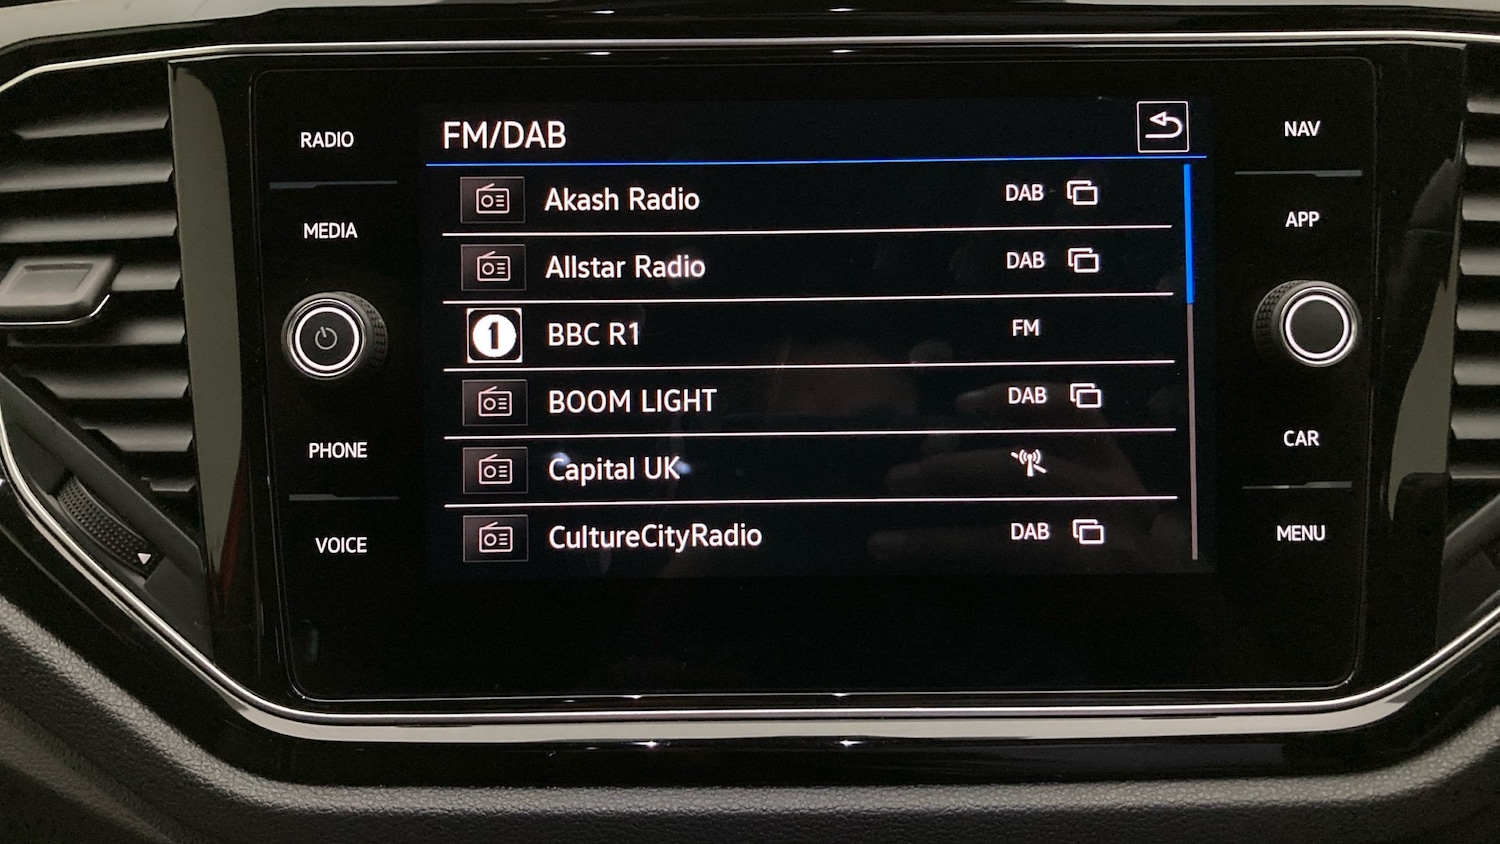 RADIO
MEDIA
PHONE
VOICE
FM/DAB
Akash Radio DAB
Allstar Radio DAB
1 BBC R1 FM
BOOM LIGHT DAB
Capital UK
CultureCityRadio DAB
NAV
APP
CAR
MENU